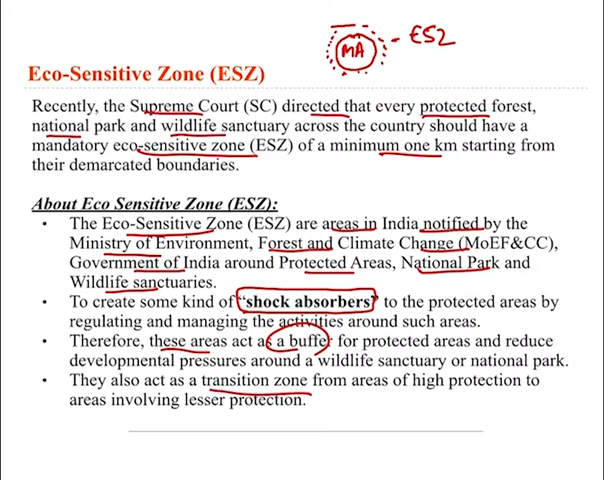 MA - ESZ
Eco-Sensitive Zone (ESZ)
Recently, the Supreme Court (SC) directed that every protected forest,
national park and wildlife sanctuary across the country should have a
mandatory eco-sensitive zone (ESZ) of a minimum one km starting from
their demarcated boundaries.
About Eco Sensitive Zone (ESZ):
• The Eco-Sensitive Zone (ESZ) are areas in India notified by the
Ministry of Environment, Forest and Climate Change (MoEF&CC),
Government of India around Protected Areas, National Park and
Wildlife sanctuaries.
• To create some kind of “shock absorbers” to the protected areas by
regulating and managing the activities around such areas.
• Therefore, these areas act as a buffer for protected areas and reduce
developmental pressures around a wildlife sanctuary or national park.
• They also act as a transition zone from areas of high protection to
areas involving lesser protection.